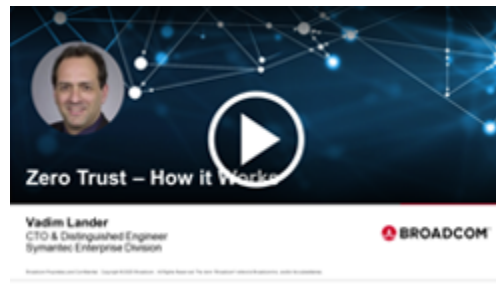 Zero Trust – How it Works
Vadim Lander
CTO & Distinguished Engineer
Symantec Enterprise Division
BROADCOM